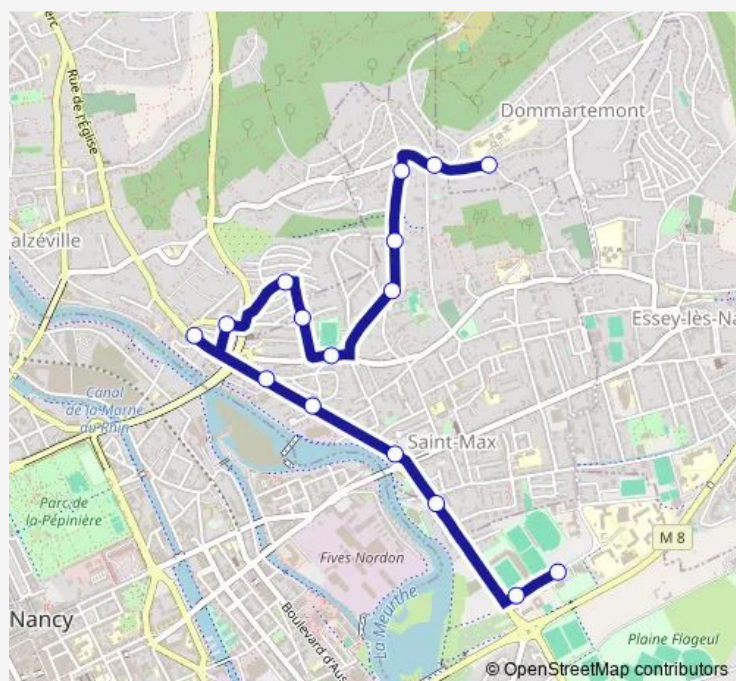 erc
Rue de l'Église
Dommartemont
alzéville
Essey-lès-Na
Canal
de la Marne
au Rhin
Saint-Max
Parc de
la Pépinière
Fives Nordon
M 8
La Meurthe
Nancy
Boulevard d'Aus
Plaine Flageul
© OpenStreetMap contributors